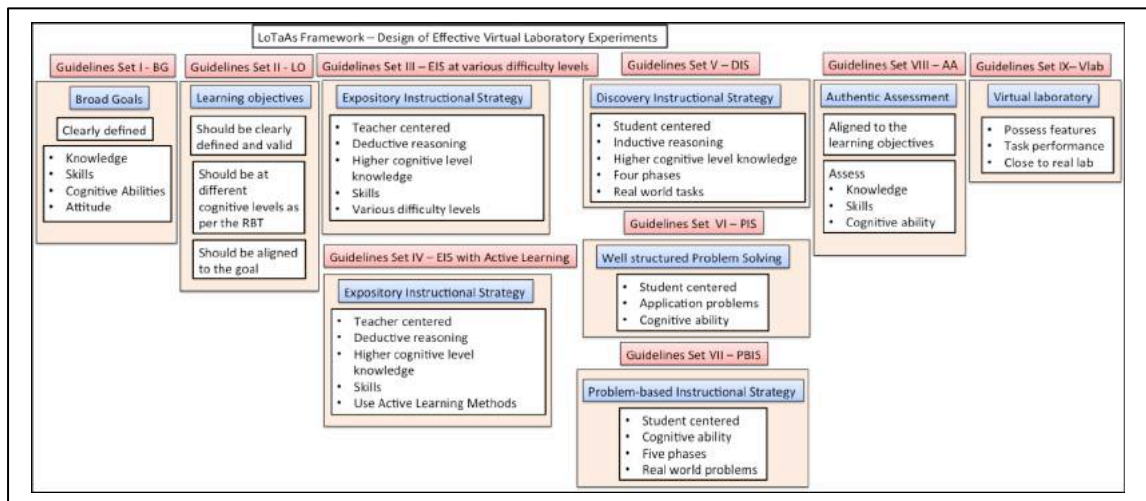 LoTaAs Framework – Design of Effective Virtual Laboratory Experiments
Guidelines Set I - BG
Broad Goals
Clearly defined
• Knowledge
• Skills
• Cognitive Abilities
• Attitude
Guidelines Set II - LO
Learning objectives
Should be clearly
defined and valid
Should be at
different
cognitive levels as
per the RBT
Should be aligned
to the goal
Guidelines Set III – EIS at various difficulty levels
Expository Instructional Strategy
• Teacher centered
• Deductive reasoning
• Higher cognitive level
knowledge
• Skills
• Various difficulty levels
Guidelines Set IV – EIS with Active Learning
Expository Instructional Strategy
• Teacher centered
• Deductive reasoning
• Higher cognitive level
knowledge
• Skills
• Use Active Learning Methods
Guidelines Set V – DIS
Discovery Instructional Strategy
• Student centered
• Inductive reasoning
• Higher cognitive level knowledge
• Four phases
• Real world tasks
Guidelines Set VI – PIS
Well structured Problem Solving
• Student centered
• Application problems
• Cognitive ability
Guidelines Set VII – PBIS
Problem-based Instructional Strategy
• Student centered
• Cognitive ability
• Five phases
• Real world problems
Guidelines Set VIII – AA
Authentic Assessment
Aligned to the
learning objectives
Assess
• Knowledge
• Skills
• Cognitive ability
Guidelines Set IX– Vlab
Virtual laboratory
• Possess features
• Task performance
• Close to real lab